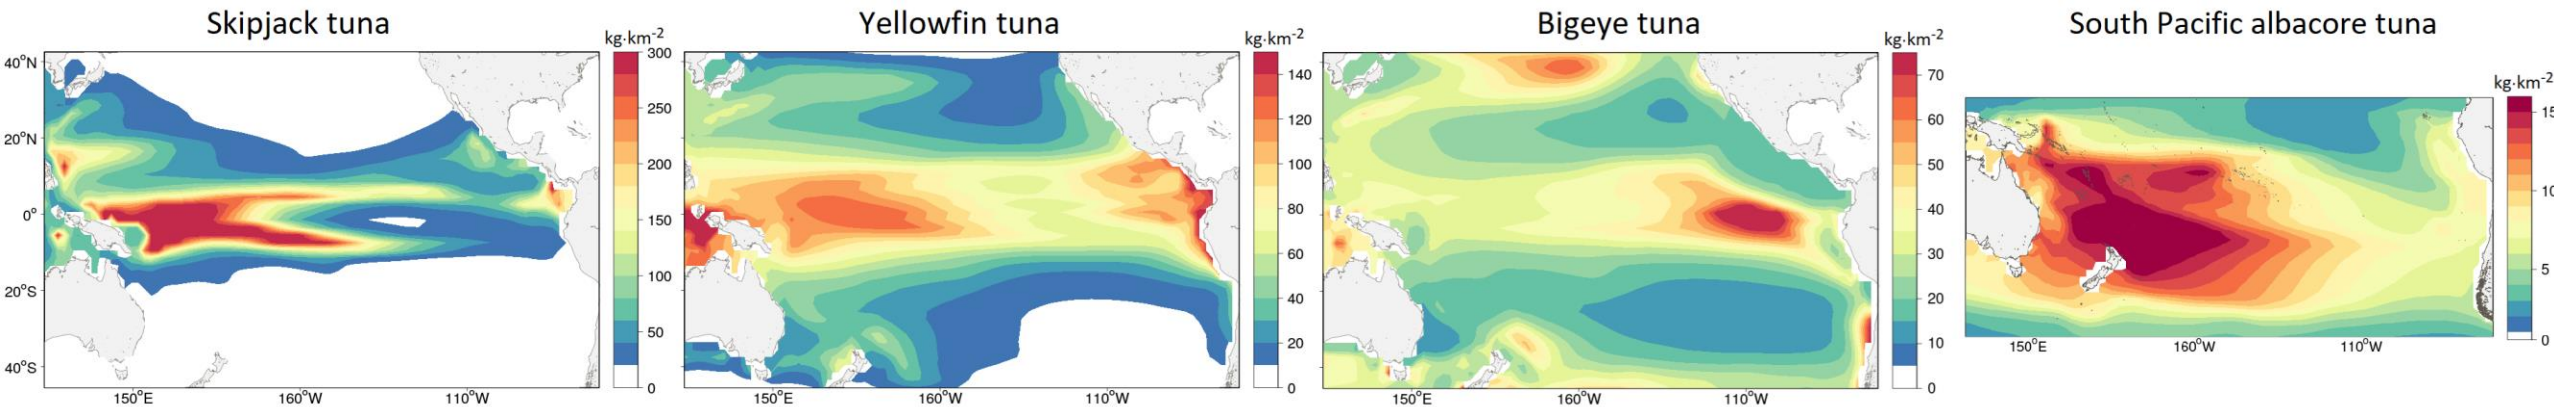 Skipjack tuna
kg·km-2
300
250
200
150
100
50
0
40°N
20°N
0°
20°S
40°S
150°E
160°W
110°W
Yellowfin tuna
kg·km-2
140
120
100
80
60
40
20
0
150°E
160°W
110°W
Bigeye tuna
kg·km-2
70
60
50
40
30
20
10
0
150°E
160°W
110°W
South Pacific albacore tuna
kg·km-2
15
10
5
0
150°E
160°W
110°W